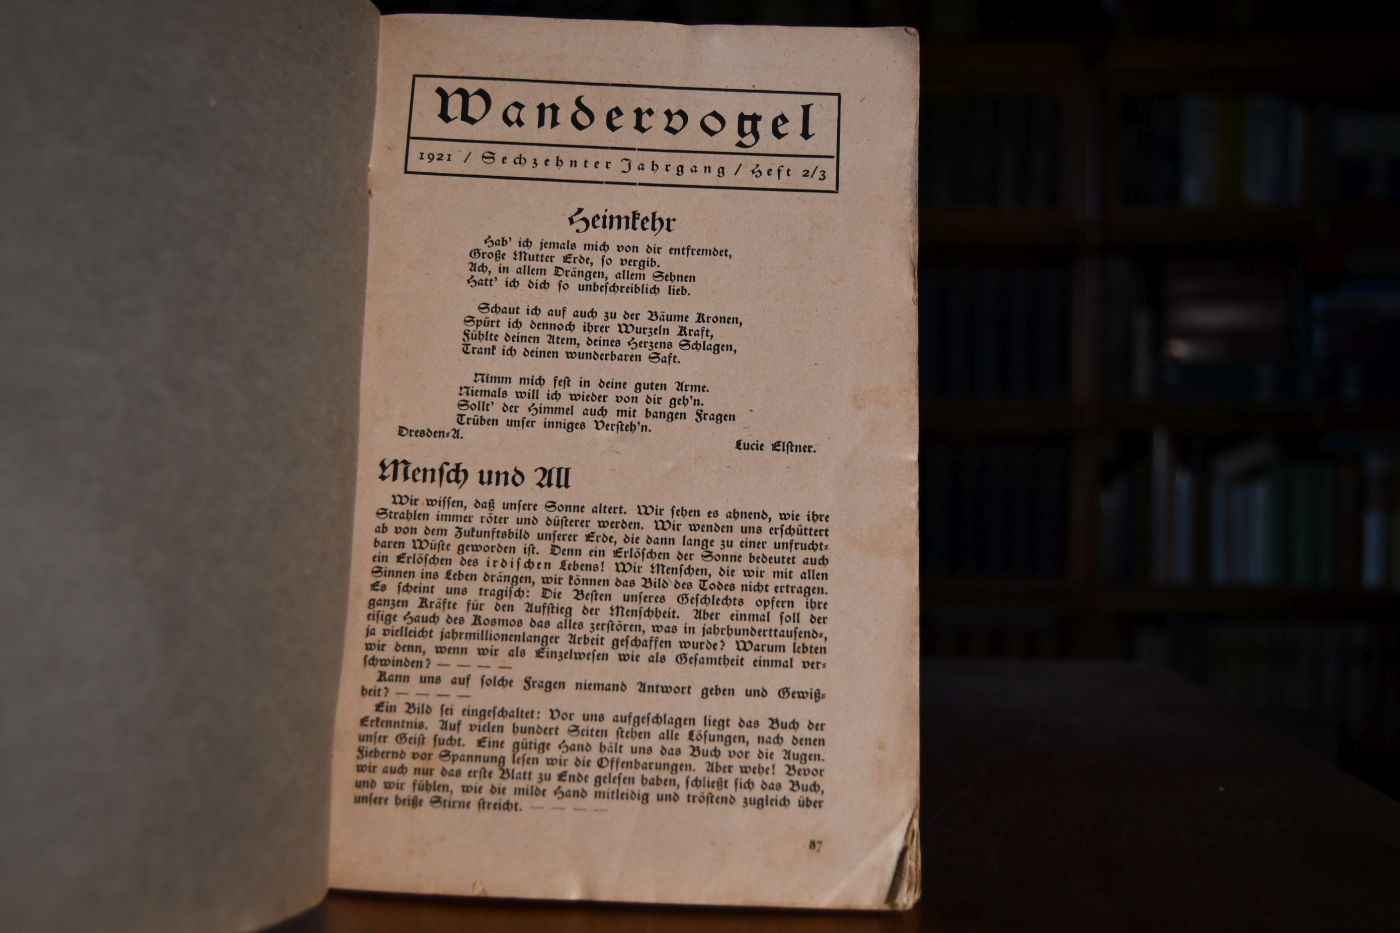 Wandervogel
1921 / Sechzehnter Jahrgang / Heft 2/3
Heimkehr
Hab' ich jemals mich von dir entfremdet,
Große Mutter Erde, so vergib.
Ach, in allem Drängen, allem Sehnen
Hatt' ich dich so unbeschreiblich lieb.
Schaut ich auf auch zu der Bäume Kronen,
Spürt ich dennoch ihrer Wurzeln Kraft,
Fühlte deinen Atem, deines Herzens Schlagen,
Trank ich deinen wunderbaren Saft.
Nimm mich fest in deine guten Arme.
Niemals will ich wieder von dir geh'n.
Sollt' der Himmel auch mit bangen Fragen
Trüben unser inniges Versteh'n.
Dresden-A.
Lucie Elstner.
Mensch und All
Wir wissen, daß unsere Sonne altert. Wir sehen es ahnend, wie ihre
Strahlen immer röter und düsterer werden. Wir wenden uns erschüttert
ab von dem Zukunftsbild unserer Erde, die dann lange zu einer unfrucht-
baren Wüste geworden ist. Denn ein Erlöschen der Sonne bedeutet auch
ein Erlöschen des irdischen Lebens! Wir Menschen, die wir mit allen
Sinnen ins Leben drängen, wir können das Bild des Todes nicht ertragen.
Es scheint uns tragisch: Die Besten unseres Geschlechts opfern ihre
ganzen Kräfte für den Aufstieg der Menschheit. Aber einmal soll der
eisige Hauch des Kosmos das alles zerstören, was in jahrhunderttausend-,
ja vielleicht jahrmillionenlanger Arbeit geschaffen wurde? Warum lebten
wir denn, wenn wir als Einzelwesen wie als Gesamtheit einmal ver-
schwinden? — — — —
Kann uns auf solche Fragen niemand Antwort geben und Gewiß-
heit? — — — —
Ein Bild sei eingeschaltet: Vor uns aufgeschlagen liegt das Buch der
Erkenntnis. Auf vielen hundert Seiten stehen alle Lösungen, nach denen
unser Geist sucht. Eine gütige Hand hält uns das Buch vor die Augen.
Fiebernd vor Spannung lesen wir die Offenbarungen. Aber wehe! Bevor
wir auch nur das erste Blatt zu Ende gelesen haben, schließt sich das Buch,
und wir fühlen, wie die milde Hand mitleidig und tröstend zugleich über
unsere heiße Stirne streicht. — — — —
87